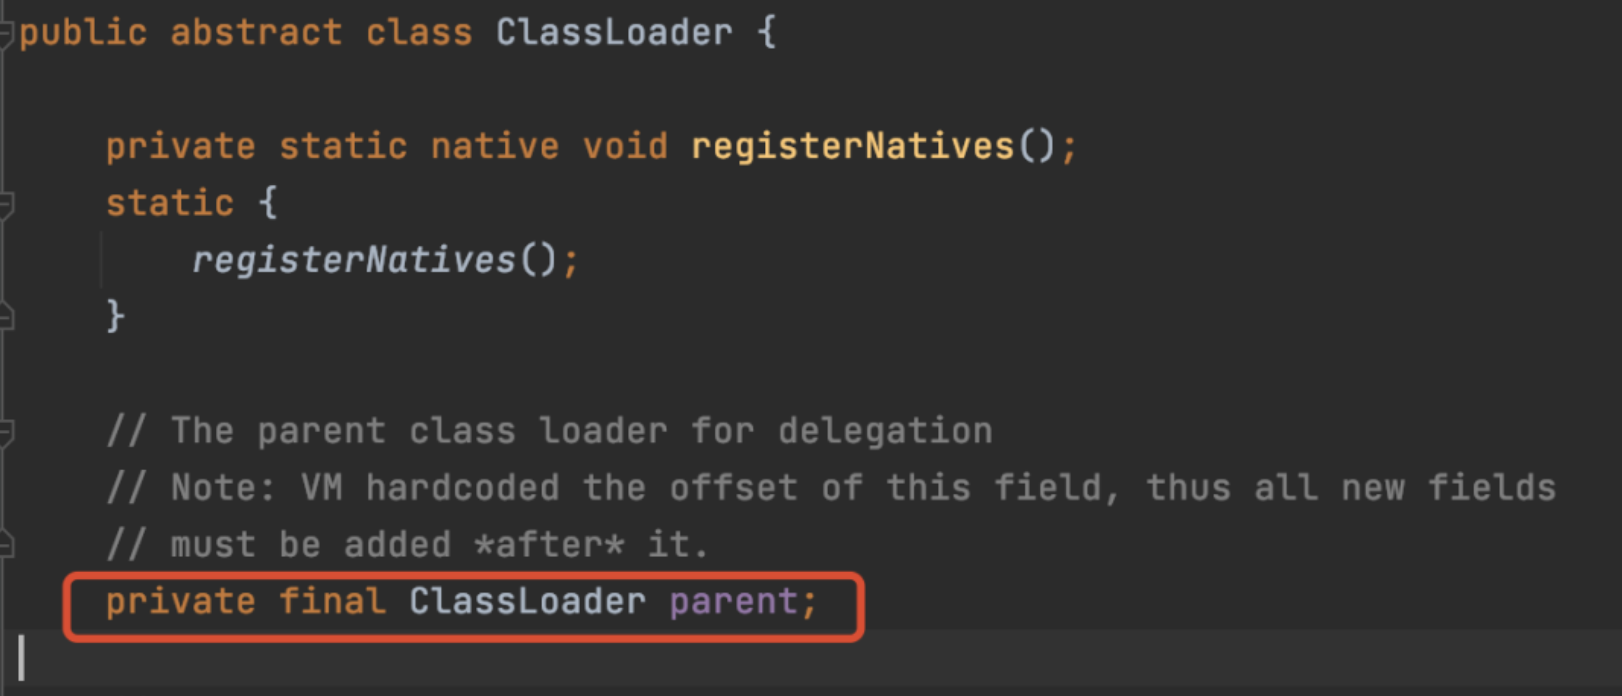 public abstract class ClassLoader {
private static native void registerNatives();
static {
registerNatives();
}
// The parent class loader for delegation
// Note: VM hardcoded the offset of this field, thus all new fields
// must be added *after* it.
private final ClassLoader parent;